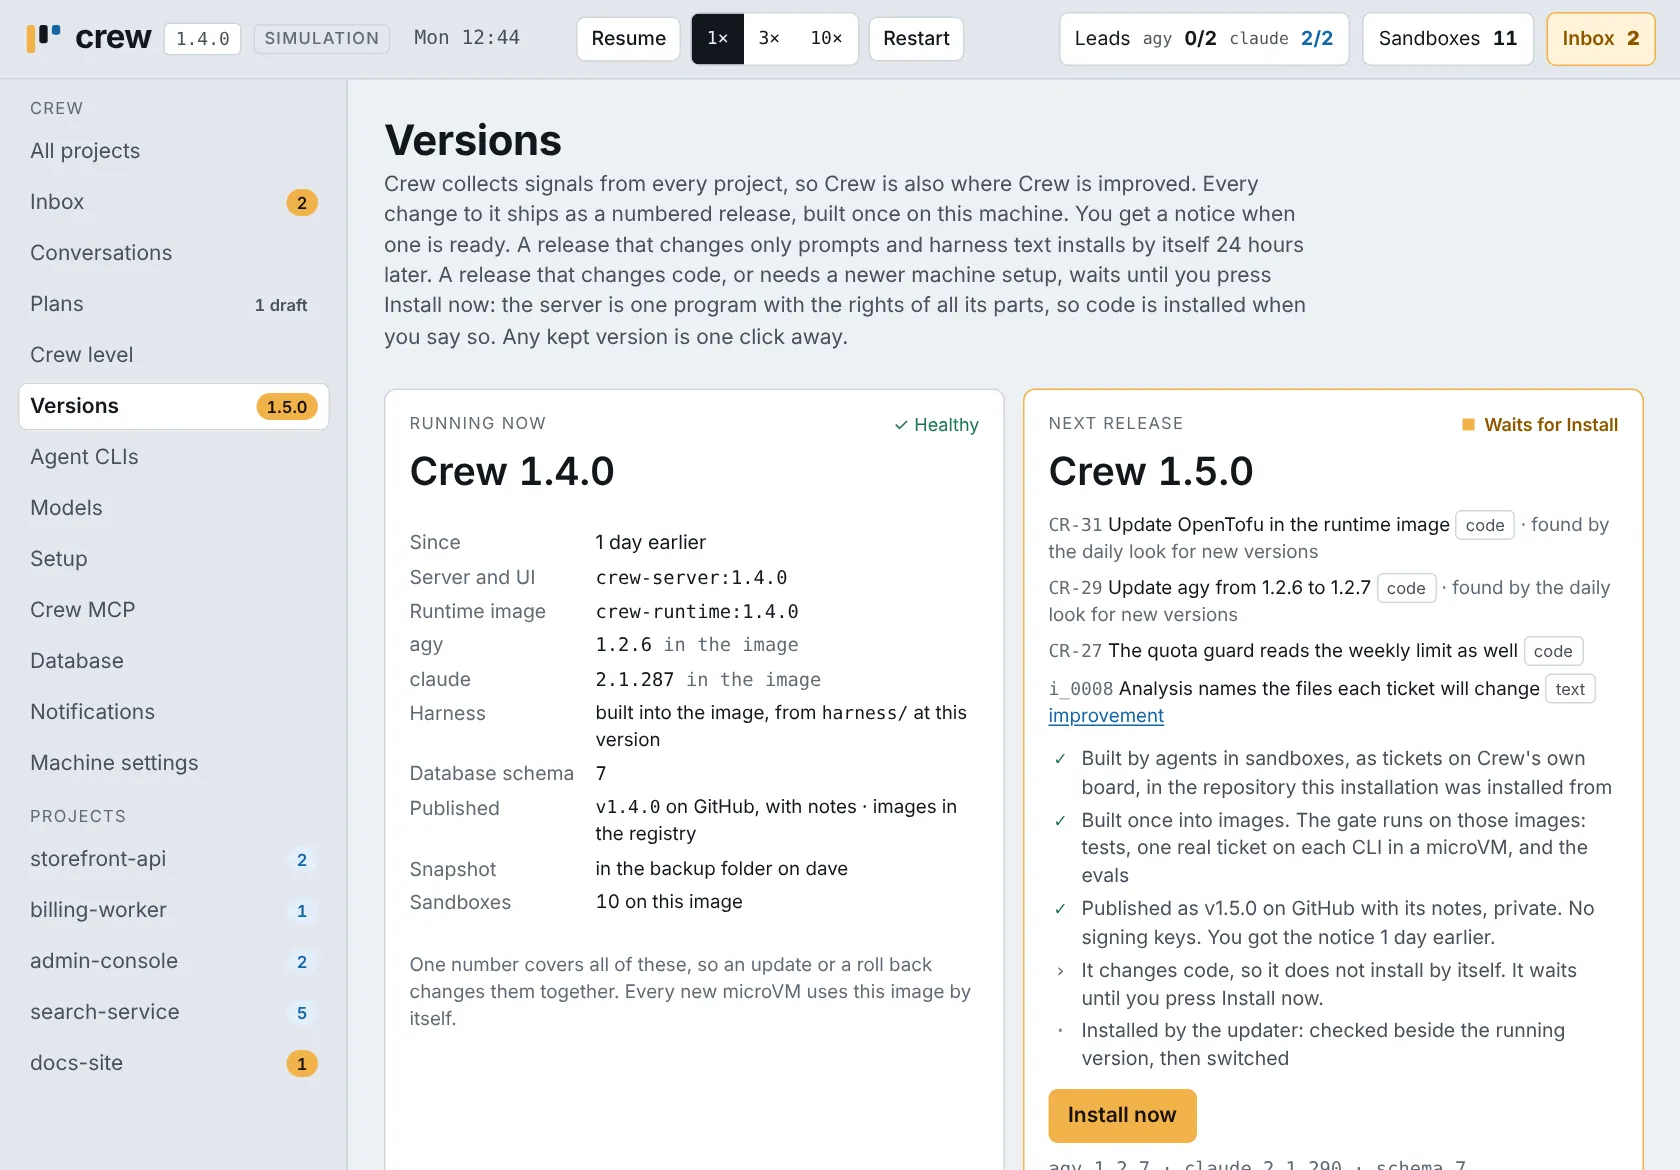 crew 1.4.0 SIMULATION Mon 12:44 Resume 1× 3× 10× Restart Leads agy 0/2 claude 2/2 Sandboxes 11 Inbox 2
CREW
All projects
Inbox 2
Conversations
Plans 1 draft
Crew level
Versions 1.5.0
Agent CLIs
Models
Setup
Crew MCP
Database
Notifications
Machine settings
PROJECTS
storefront-api 2
billing-worker 1
admin-console 2
search-service 5
docs-site 1
Versions
Crew collects signals from every project, so Crew is also where Crew is improved. Every
change to it ships as a numbered release, built once on this machine. You get a notice when
one is ready. A release that changes only prompts and harness text installs by itself 24 hours
later. A release that changes code, or needs a newer machine setup, waits until you press
Install now: the server is one program with the rights of all its parts, so code is installed when
you say so. Any kept version is one click away.
RUNNING NOW ✓ Healthy
Crew 1.4.0
Since 1 day earlier
Server and UI crew-server:1.4.0
Runtime image crew-runtime:1.4.0
agy 1.2.6 in the image
claude 2.1.287 in the image
Harness built into the image, from harness/ at this
version
Database schema 7
Published v1.4.0 on GitHub, with notes · images in
the registry
Snapshot in the backup folder on dave
Sandboxes 10 on this image
One number covers all of these, so an update or a roll back
changes them together. Every new microVM uses this image by
itself.
NEXT RELEASE Waits for Install
Crew 1.5.0
CR-31 Update OpenTofu in the runtime image code · found by
the daily look for new versions
CR-29 Update agy from 1.2.6 to 1.2.7 code · found by the daily
look for new versions
CR-27 The quota guard reads the weekly limit as well code
i_0008 Analysis names the files each ticket will change text
improvement
✓ Built by agents in sandboxes, as tickets on Crew's own
board, in the repository this installation was installed from
✓ Built once into images. The gate runs on those images:
tests, one real ticket on each CLI in a microVM, and the
evals
✓ Published as v1.5.0 on GitHub with its notes, private. No
signing keys. You got the notice 1 day earlier.
› It changes code, so it does not install by itself. It waits
until you press Install now.
· Installed by the updater: checked beside the running
version, then switched
Install now
agy 1.2.7 · claude 2.1.290 · schema 7